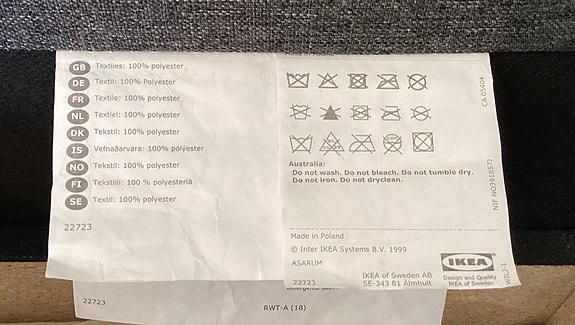 GB Textiles: 100% polyester
DE Textil: 100% Polyester
FR Textile: 100% polyester
NL Textiel: 100% polyester
DK Tekstil: 100% polyester
IS Vefnaðarvara: 100% pólýester
NO Tekstil: 100% polyester
FI Tekstiili: 100 % polyesteriä
SE Textil: 100% polyester
22723
Australia:
Do not wash. Do not bleach. Do not tumble dry.
Do not iron. Do not dryclean.
Made in Poland
© Inter IKEA Systems B.V. 1999
ASARUM
IKEA of Sweden AB
SE-343 81 Älmhult
IKEA
Design and Quality
IKEA of Sweden
CA 05404
22723
RWT-A (18)